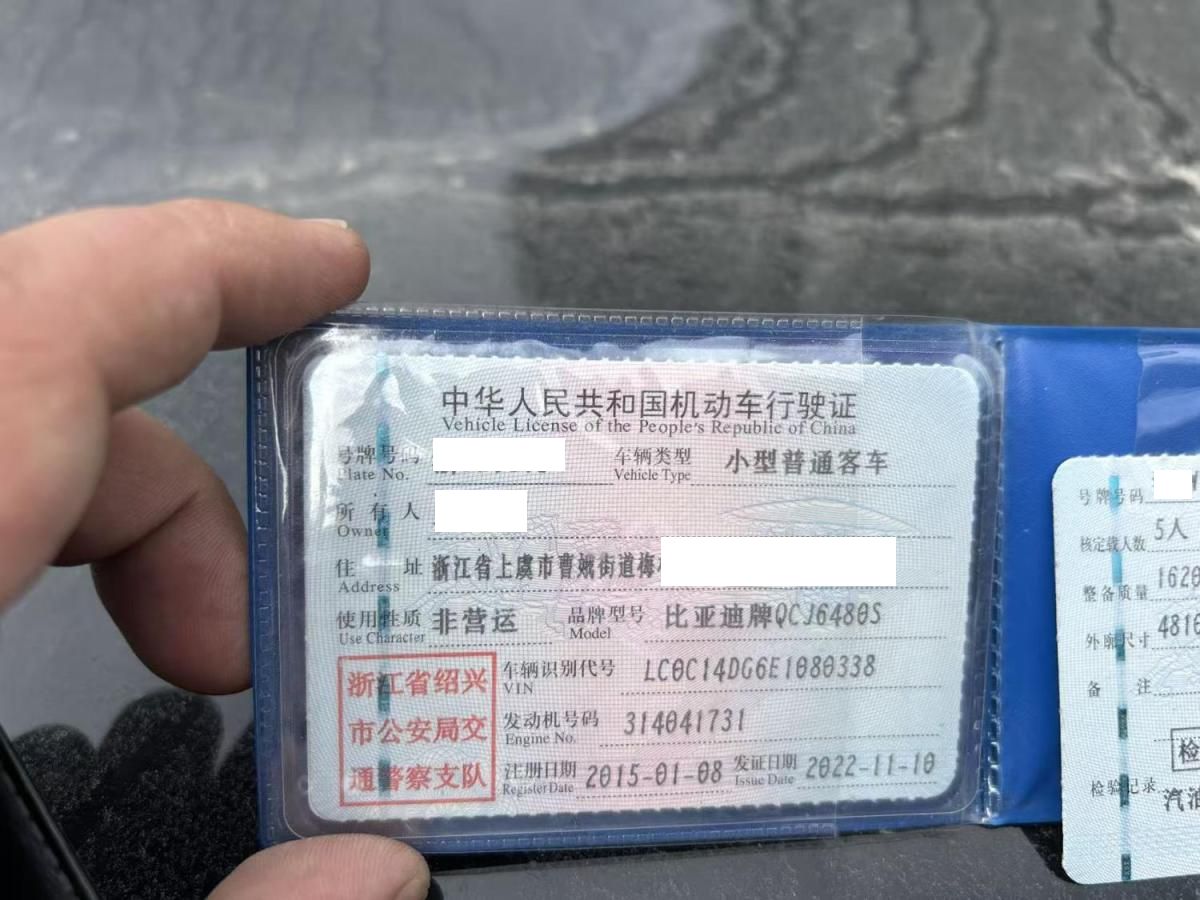 中华人民共和国机动车行驶证
Vehicle License of the People's Republic of China
号牌号码
Plate No.
车辆类型 小型普通客车
Vehicle Type
所有人
Owner
住址 浙江省上虞市曹娥街道梅
Address
使用性质 非营运
Use Character
品牌型号 比亚迪牌QCJ6480S
Model
浙江省绍兴
市公安局交
通警察支队
车辆识别代号 LC0C14DG6E1080338
VIN
发动机号码 314041731
Engine No.
注册日期 2015-01-08
Register Date
发证日期 2022-11-10
Issue Date
号牌号码
核定载人数 5人
整备质量 1620
外廓尺寸 4810
备注
检
检验记录 汽油